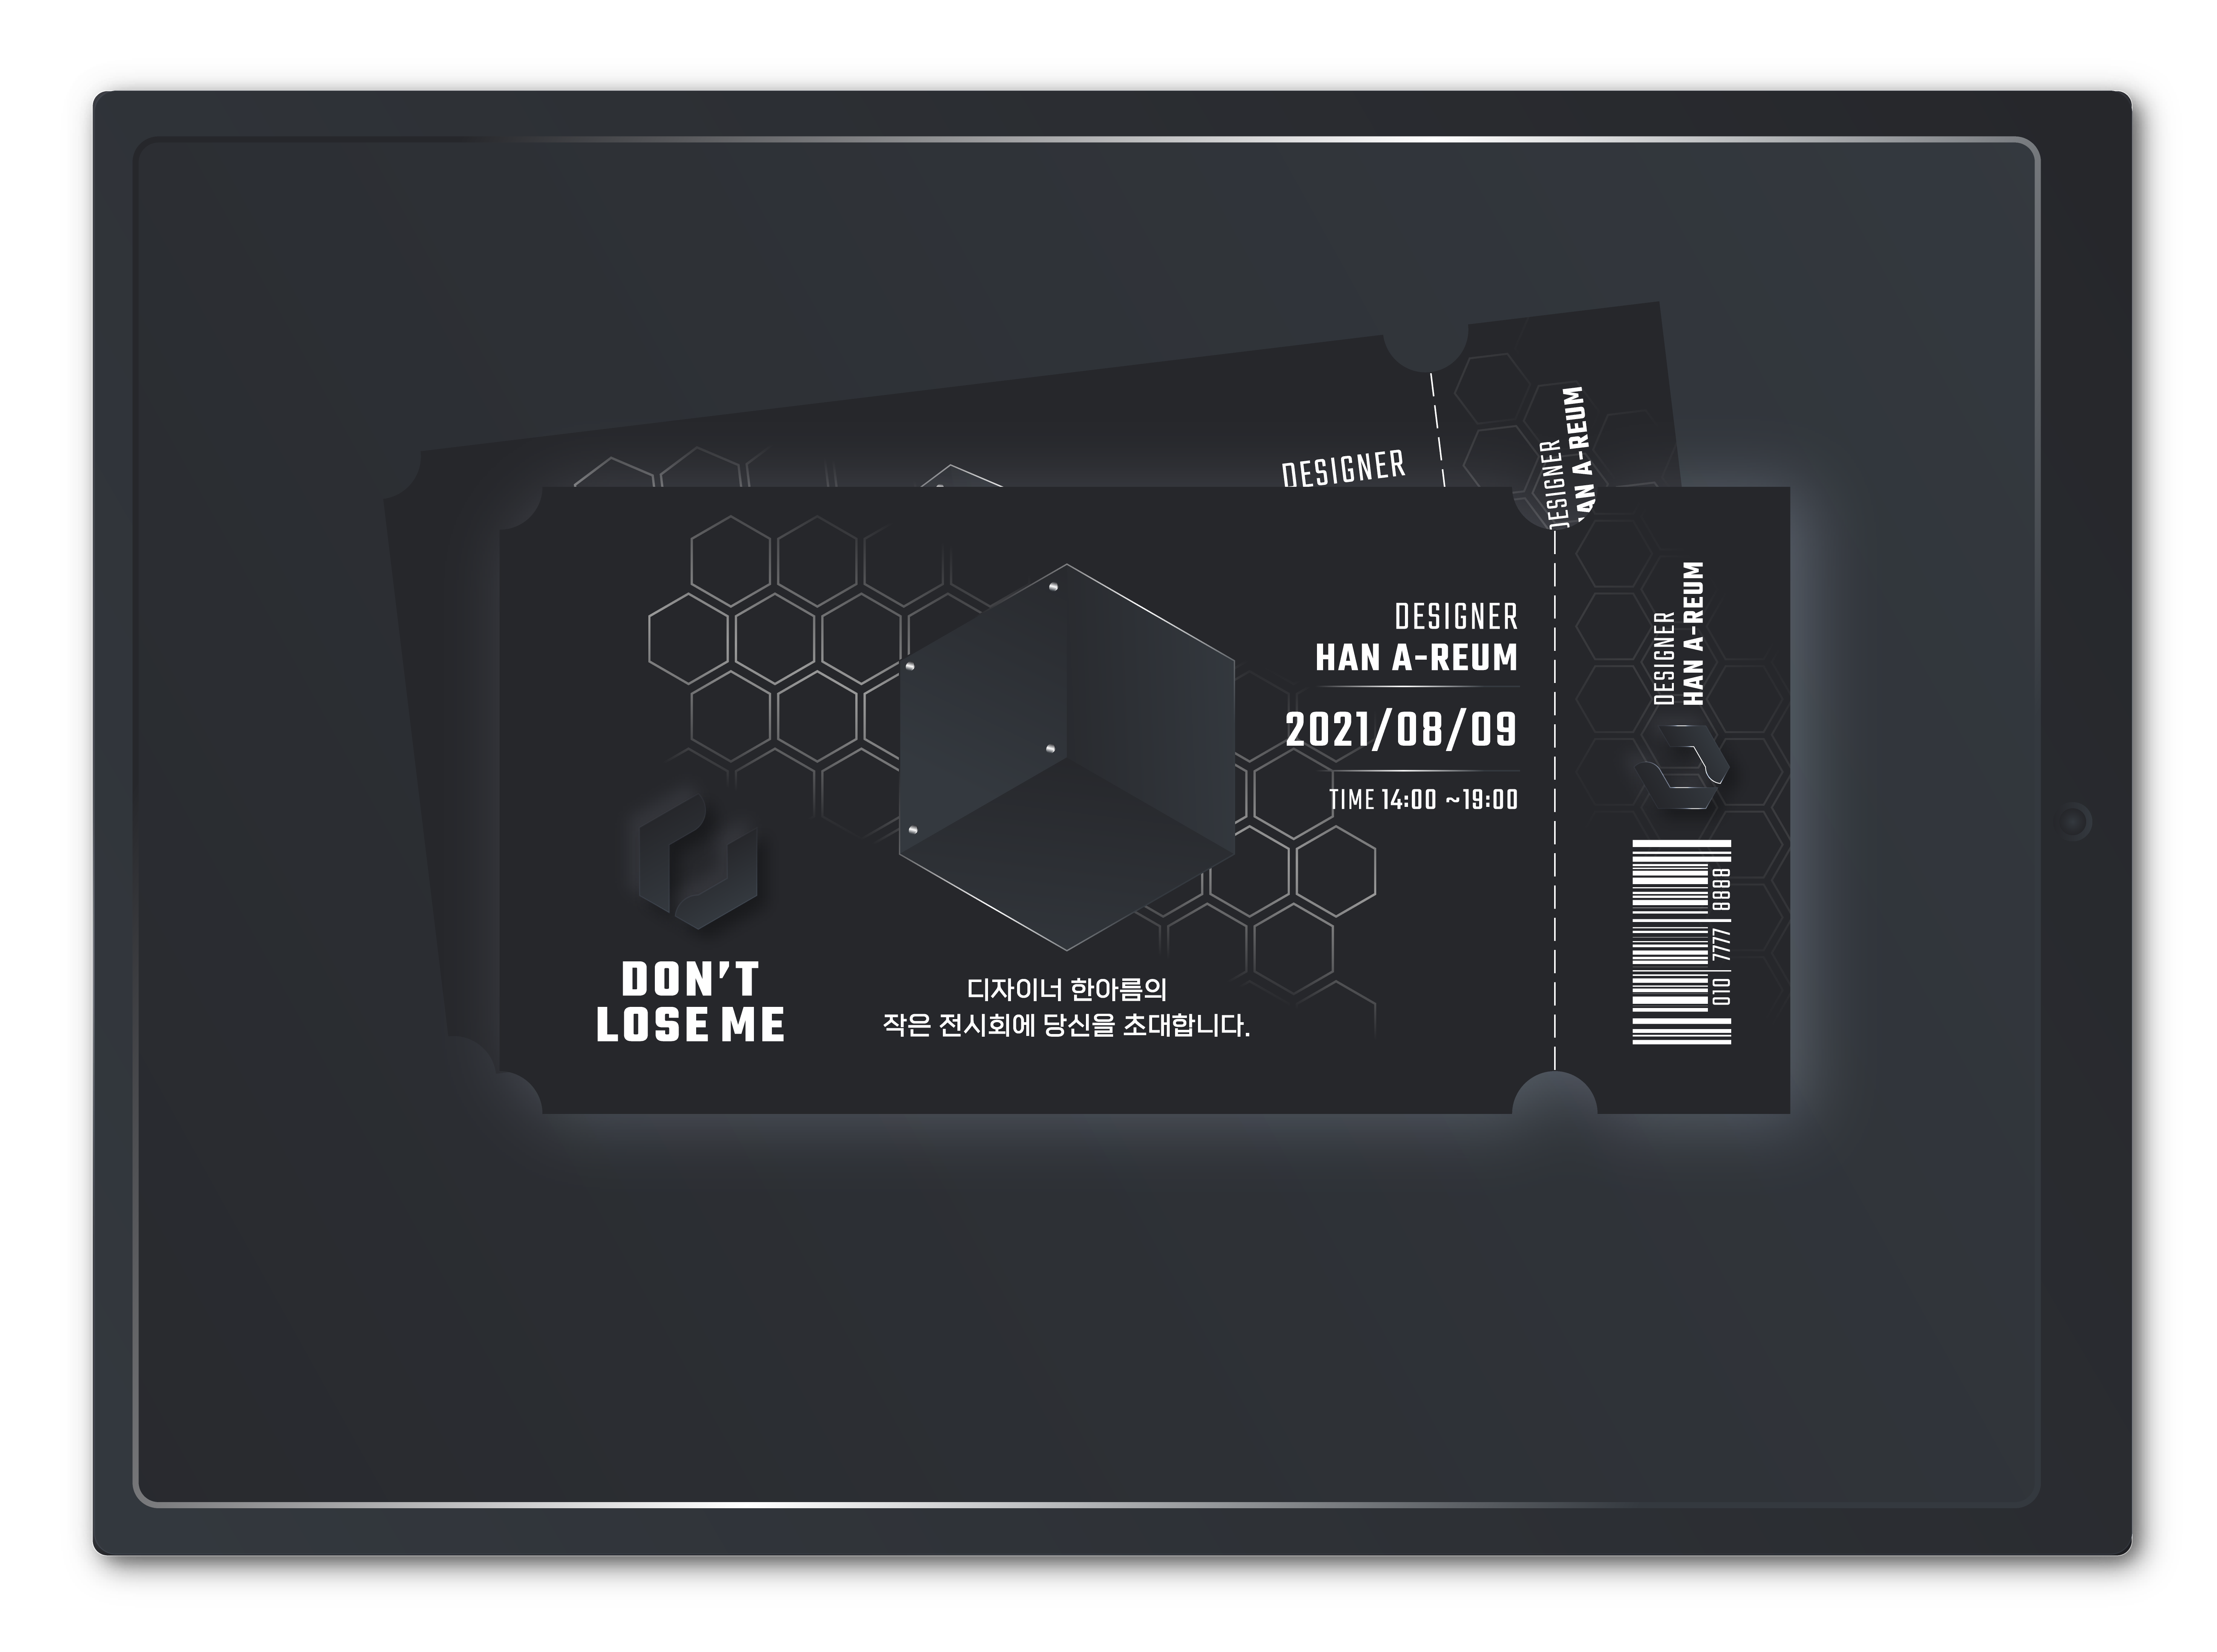 DESIGNER
DESIGNER
AN A-REUM
DESIGNER
HAN A-REUM
2021/08/09
TIME 14:00 ~19:00
DON'T
LOSE ME
디자이너 한아름의
작은 전시회에 당신을 초대합니다.
DESIGNER
HAN A-REUM
010 7777 8888